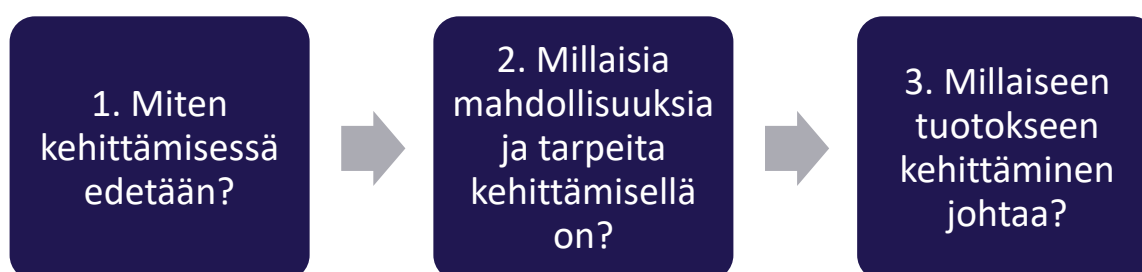 1. Miten
kehittämisessä
edetään?
2. Millaisia
mahdollisuuksia
ja tarpeita
kehittämisellä
on?
3. Millaiseen
tuotokseen
kehittäminen
johtaa?